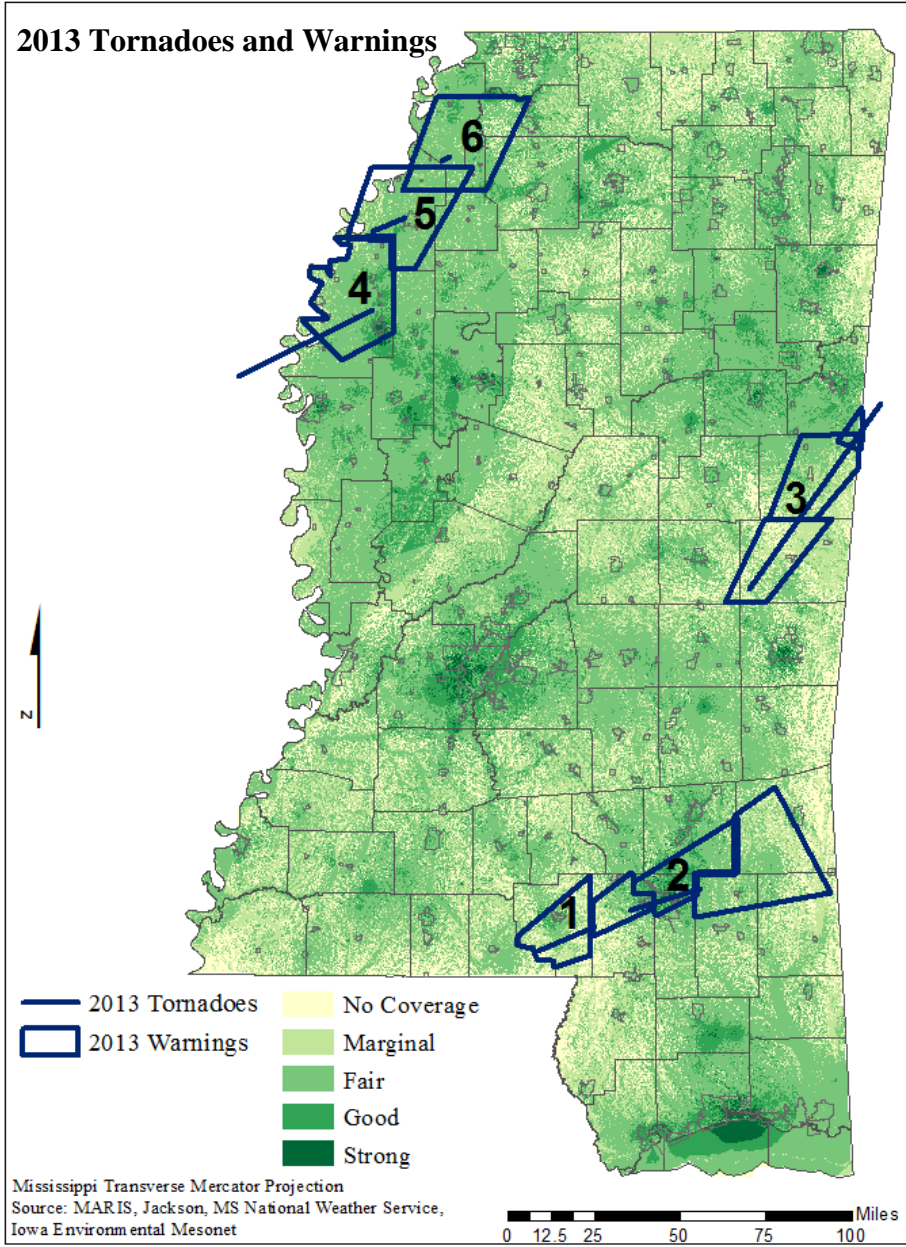 2013 Tornadoes and Warnings
6
5
4
3
2
1
N
2013 Tornadoes
2013 Warnings
No Coverage
Marginal
Fair
Good
Strong
Mississippi Transverse Mercator Projection
Source: MARIS, Jackson, MS National Weather Service,
Iowa Environmental Mesonet
Miles
0 12.5 25 50 75 100